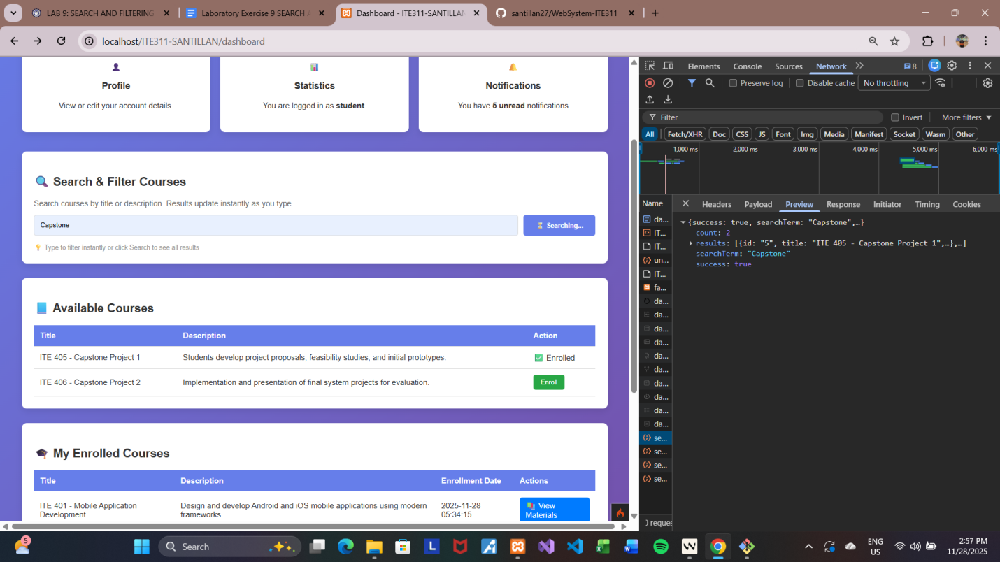 LAB 9: SEARCH AND FILTERING
Laboratory Exercise 9 SEARCH A
Dashboard - ITE311-SANTILLAN
santillan27/WebSystem-ITE311
localhost/ITE311-SANTILLAN/dashboard
Profile
View or edit your account details.
Statistics
You are logged in as student.
Notifications
You have 5 unread notifications
Search & Filter Courses
Search courses by title or description. Results update instantly as you type.
Capstone
Searching...
Type to filter instantly or click Search to see all results
Available Courses
Title Description Action
ITE 405 - Capstone Project 1 Students develop project proposals, feasibility studies, and initial prototypes. Enrolled
ITE 406 - Capstone Project 2 Implementation and presentation of final system projects for evaluation. Enroll
My Enrolled Courses
Title Description Enrollment Date Actions
ITE 401 - Mobile Application Design and develop Android and iOS mobile applications using modern 2025-11-28 View
Development frameworks. 05:34:15 Materials
Elements Console Sources Network 8
Preserve log Disable cache No throttling
Filter Invert More filters
All Fetch/XHR Doc CSS JS Font Img Media Manifest Socket Wasm Other
1,000 ms 2,000 ms 3,000 ms 4,000 ms 5,000 ms 6,000 ms
Name Headers Payload Preview Response Initiator Timing Cookies
da...
IT...
IT...
un...
IT...
fa...
da...
da...
da...
da...
da...
da...
da...
da...
da...
da...
se...
se...
se...
se...
{success: true, searchTerm: "Capstone",…}
count: 2
results: [{id: "5", title: "ITE 405 - Capstone Project 1",…},…]
searchTerm: "Capstone"
success: true
reques
5
Search
ENG
US
2:57 PM
11/28/2025